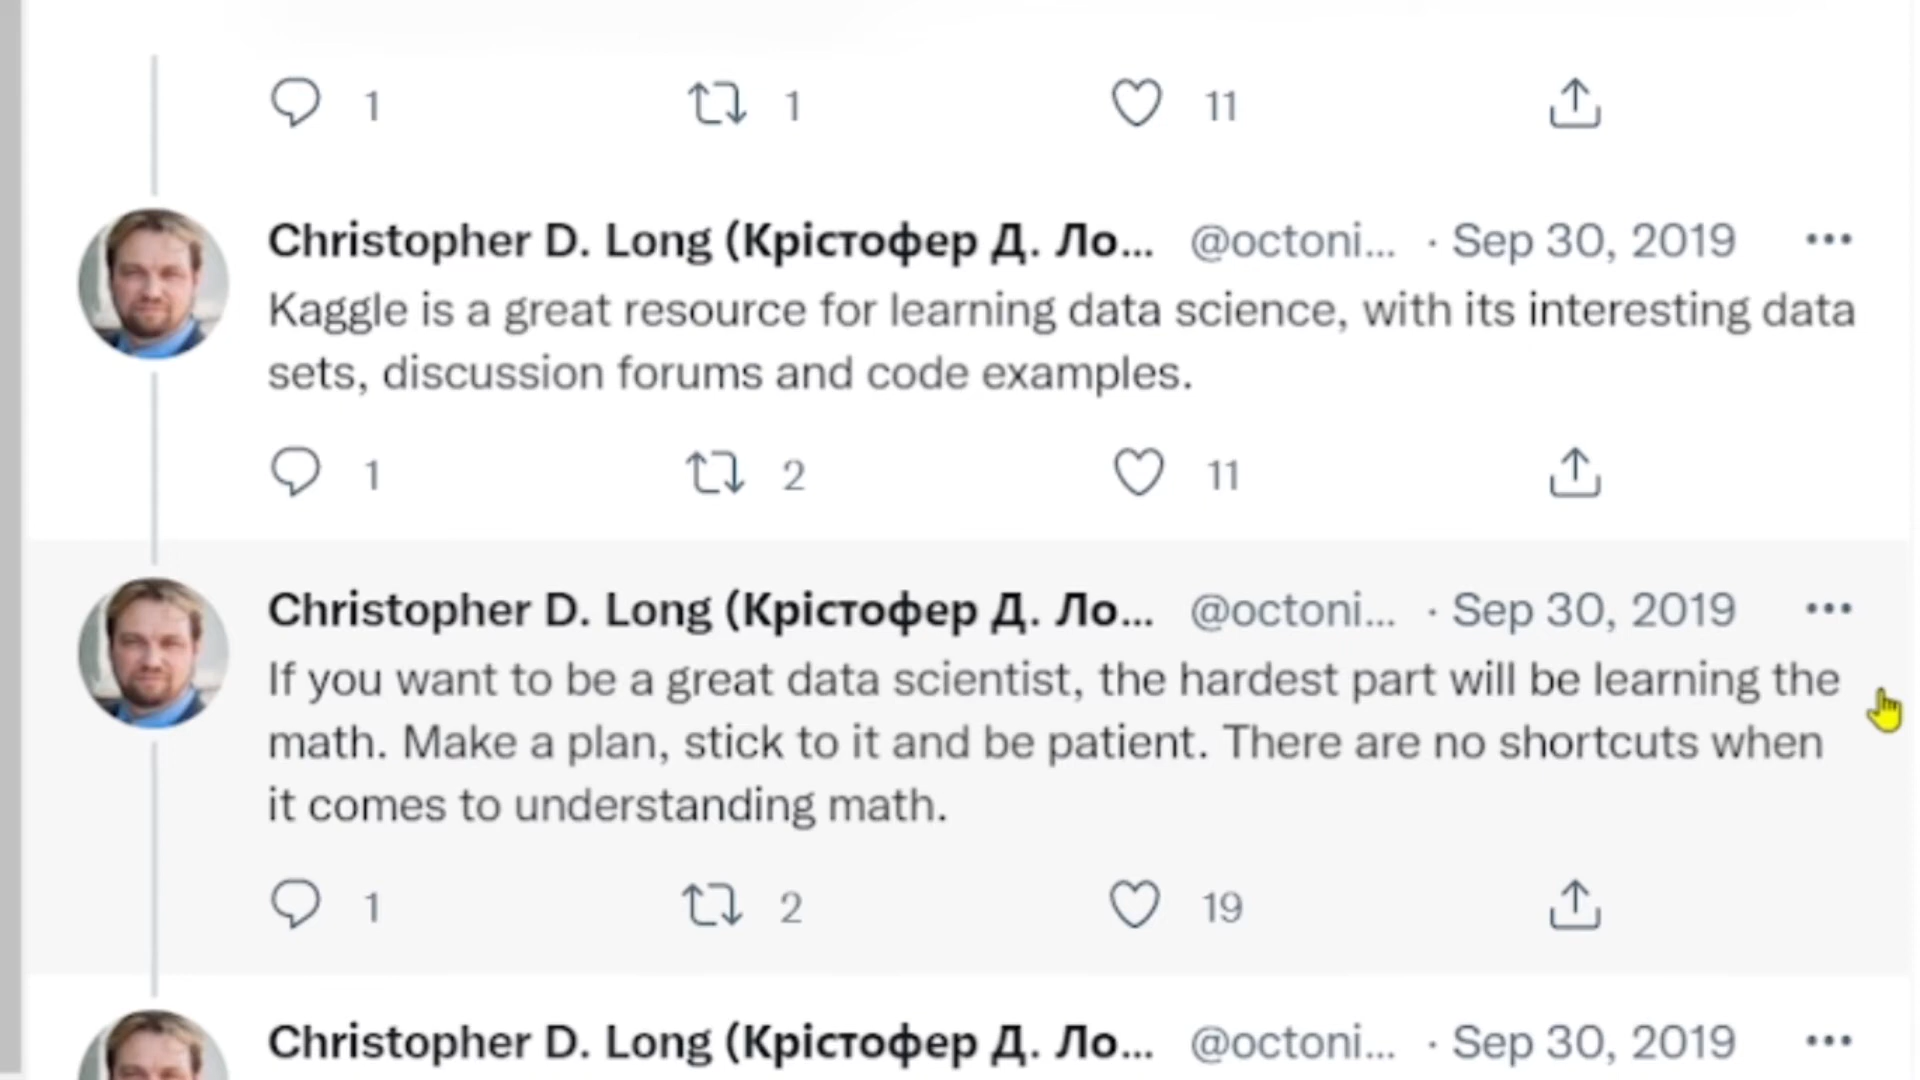 1 1 11
Christopher D. Long (Крістофер Д. Ло... @octoni... · Sep 30, 2019
Kaggle is a great resource for learning data science, with its interesting data
sets, discussion forums and code examples.
1 2 11
Christopher D. Long (Крістофер Д. Ло... @octoni... · Sep 30, 2019
If you want to be a great data scientist, the hardest part will be learning the
math. Make a plan, stick to it and be patient. There are no shortcuts when
it comes to understanding math.
1 2 19
Christopher D. Long (Крістофер Д. Ло... @octoni... · Sep 30, 2019